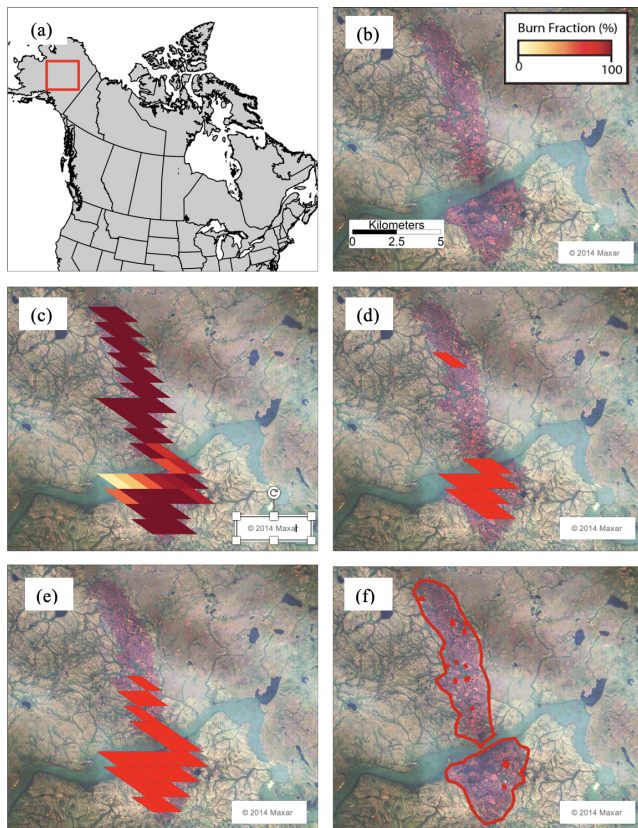 (a)
(b)
Burn Fraction (%)
0 100
Kilometers
0 2.5 5
© 2014 Maxar
(c)
(d)
© 2014 Maxar
© 2014 Maxar
(e)
(f)
© 2014 Maxar
© 2014 Maxar